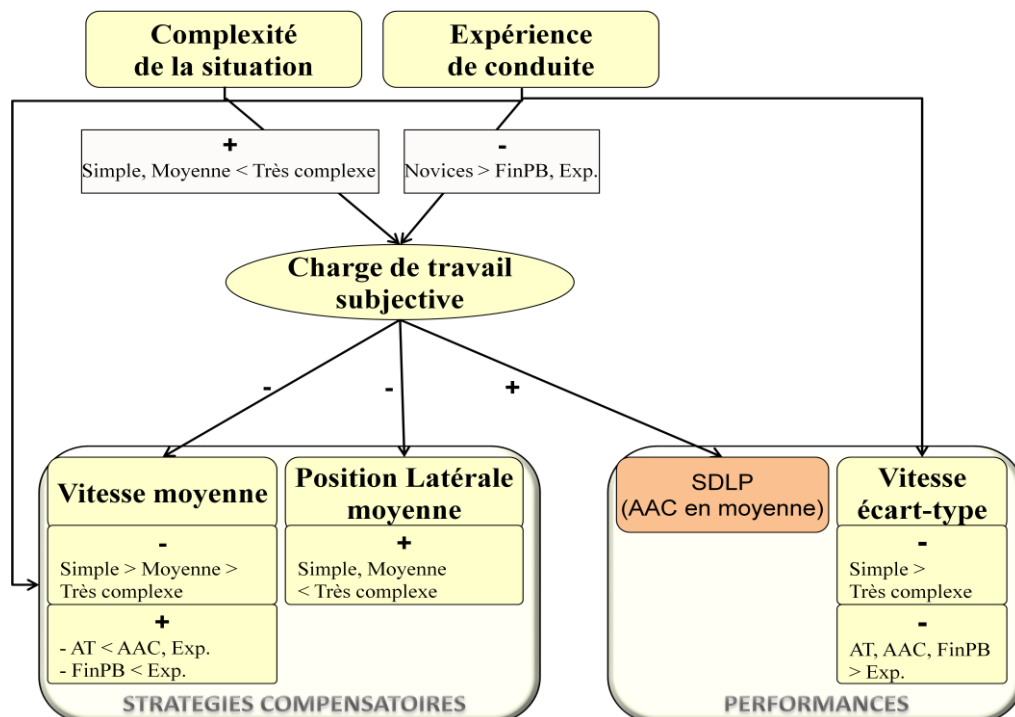 Complexité
de la situation
Expérience
de conduite
+
Simple, Moyenne < Très complexe
-
Novices > FinPB, Exp.
Charge de travail
subjective
-
-
+
Vitesse moyenne
-
Simple > Moyenne >
Très complexe
+
- AT < AAC, Exp.
- FinPB < Exp.
Position Latérale
moyenne
+
Simple, Moyenne
< Très complexe
STRATEGIES COMPENSATOIRES
SDLP
(AAC en moyenne)
Vitesse
écart-type
-
Simple >
Très complexe
-
AT, AAC, FinPB
> Exp.
PERFORMANCES